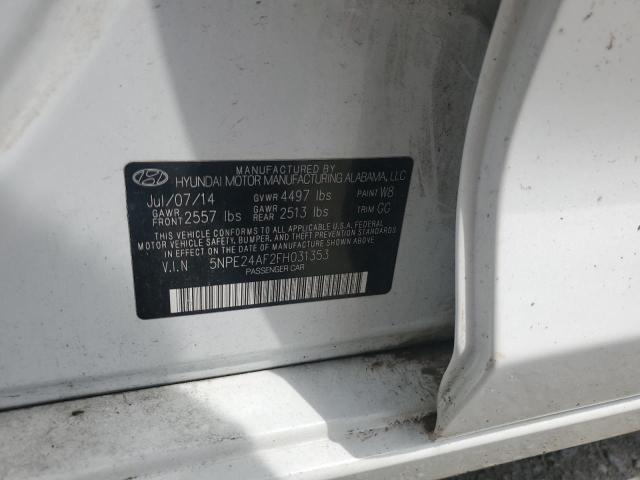 MANUFACTURED BY
HYUNDAI MOTOR MANUFACTURING ALABAMA, LLC
Jul/07/14 GVWR 4497 lbs PAINT W8
GAWR FRONT 2557 lbs GAWR REAR 2513 lbs TRIM GG
THIS VEHICLE CONFORMS TO ALL APPLICABLE U.S.A. FEDERAL
MOTOR VEHICLE SAFETY, BUMPER, AND THEFT PREVENTION STANDARDS
IN EFFECT ON THE DATE OF MANUFACTURE SHOWN ABOVE.
V.I.N 5NPE24AF2FH031353
PASSENGER CAR